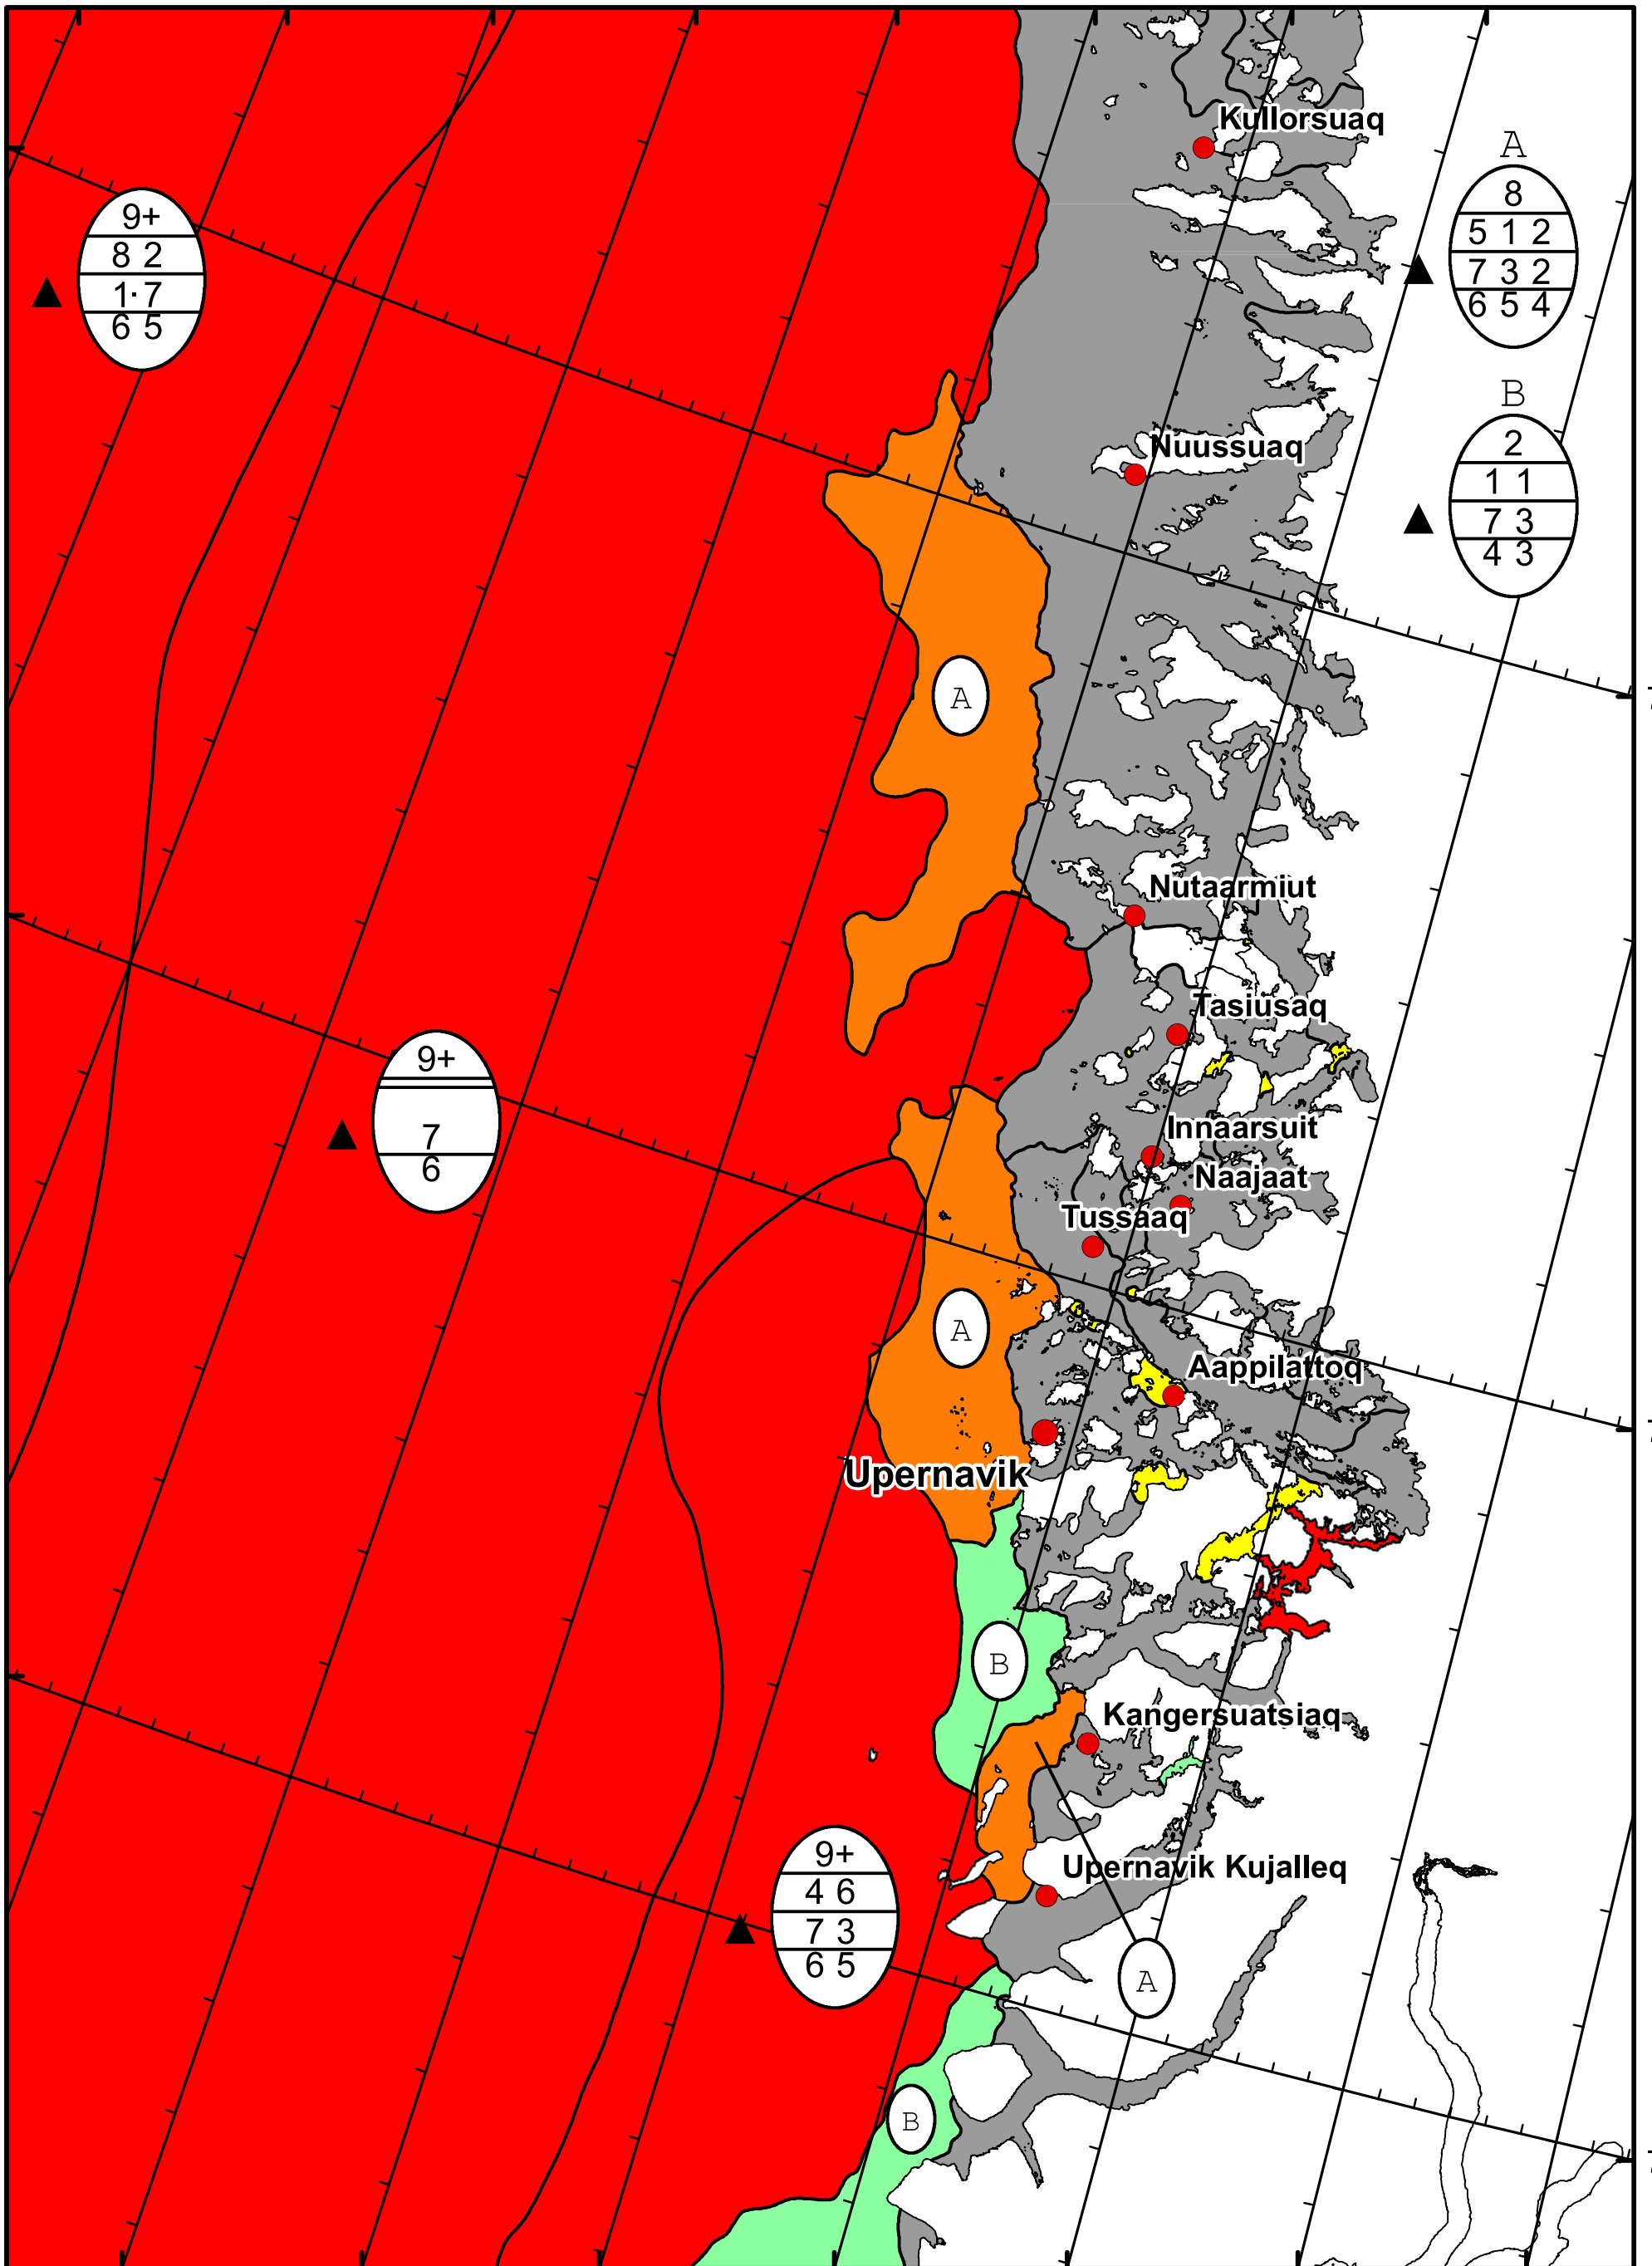 Kullorsuaq
A
8
5 1 2
7 3 2
6 5 4
9+
8 2
1· 7
6 5
B
2
1 1
7 3
4 3
Nuussuaq
A
Nutaarmiut
Tasiusaq
9+
7
6
Innaarsuit
Naajaat
Tussaaq
A
Aappilattoq
Upernavik
B
Kangersuatsiaq
9+
4 6
7 3
6 5
Upernavik Kujalleq
A
B